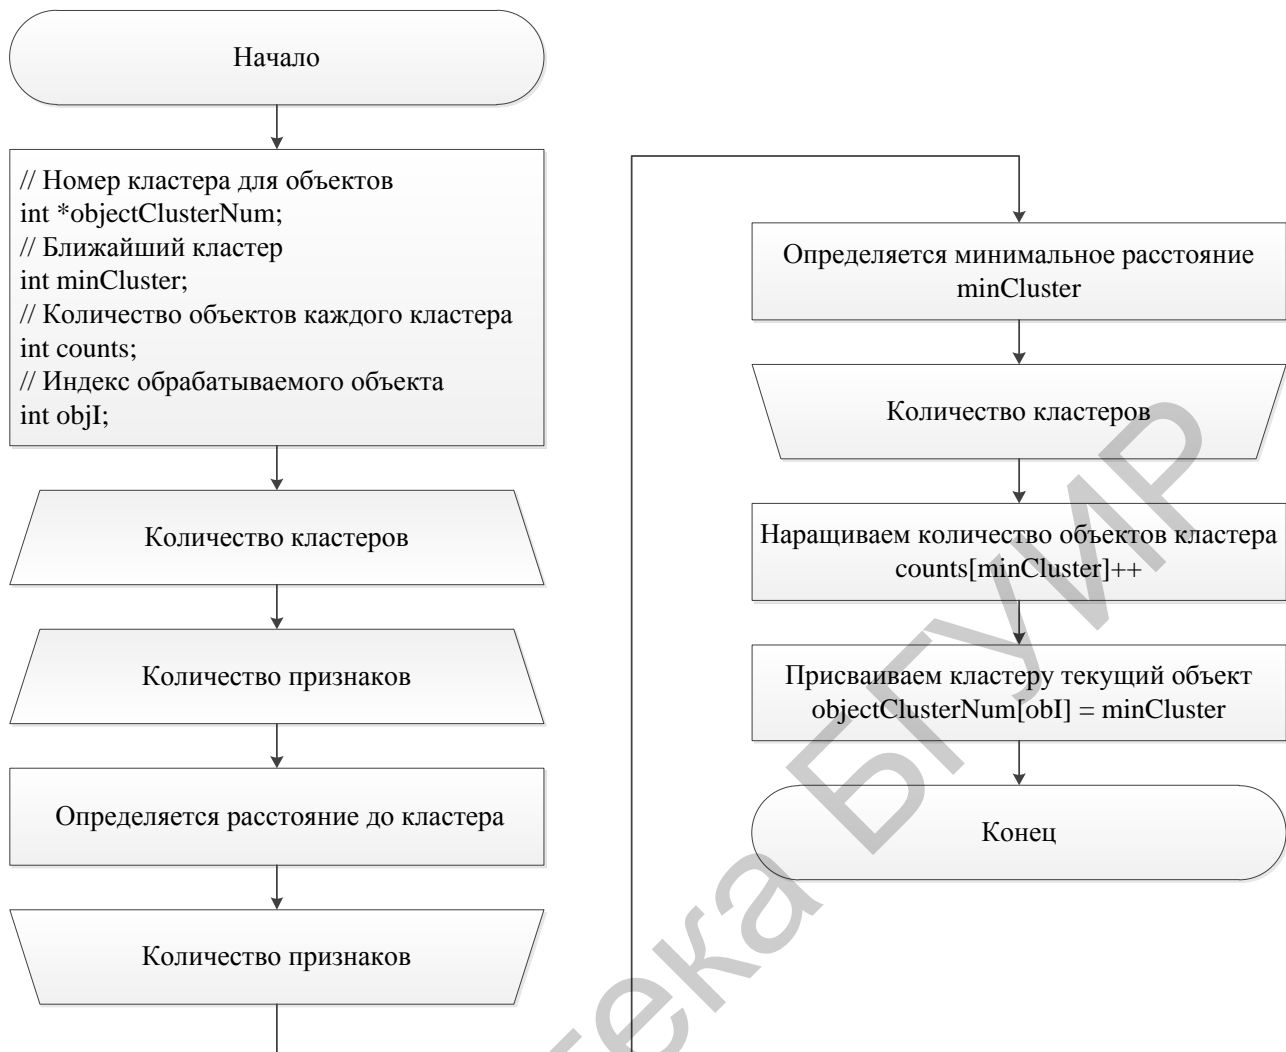 Начало
// Номер кластера для объектов
int *objectClusterNum;
// Ближайший кластер
int minCluster;
// Количество объектов каждого кластера
int counts;
// Индекс обрабатываемого объекта
int objI;
Количество кластеров
Количество признаков
Определяется расстояние до кластера
Количество признаков
Определяется минимальное расстояние
minCluster
Количество кластеров
Наращиваем количество объектов кластера
counts[minCluster]++
Присваиваем кластеру текущий объект
objectClusterNum[obI] = minCluster
Конец
тека БГУИР